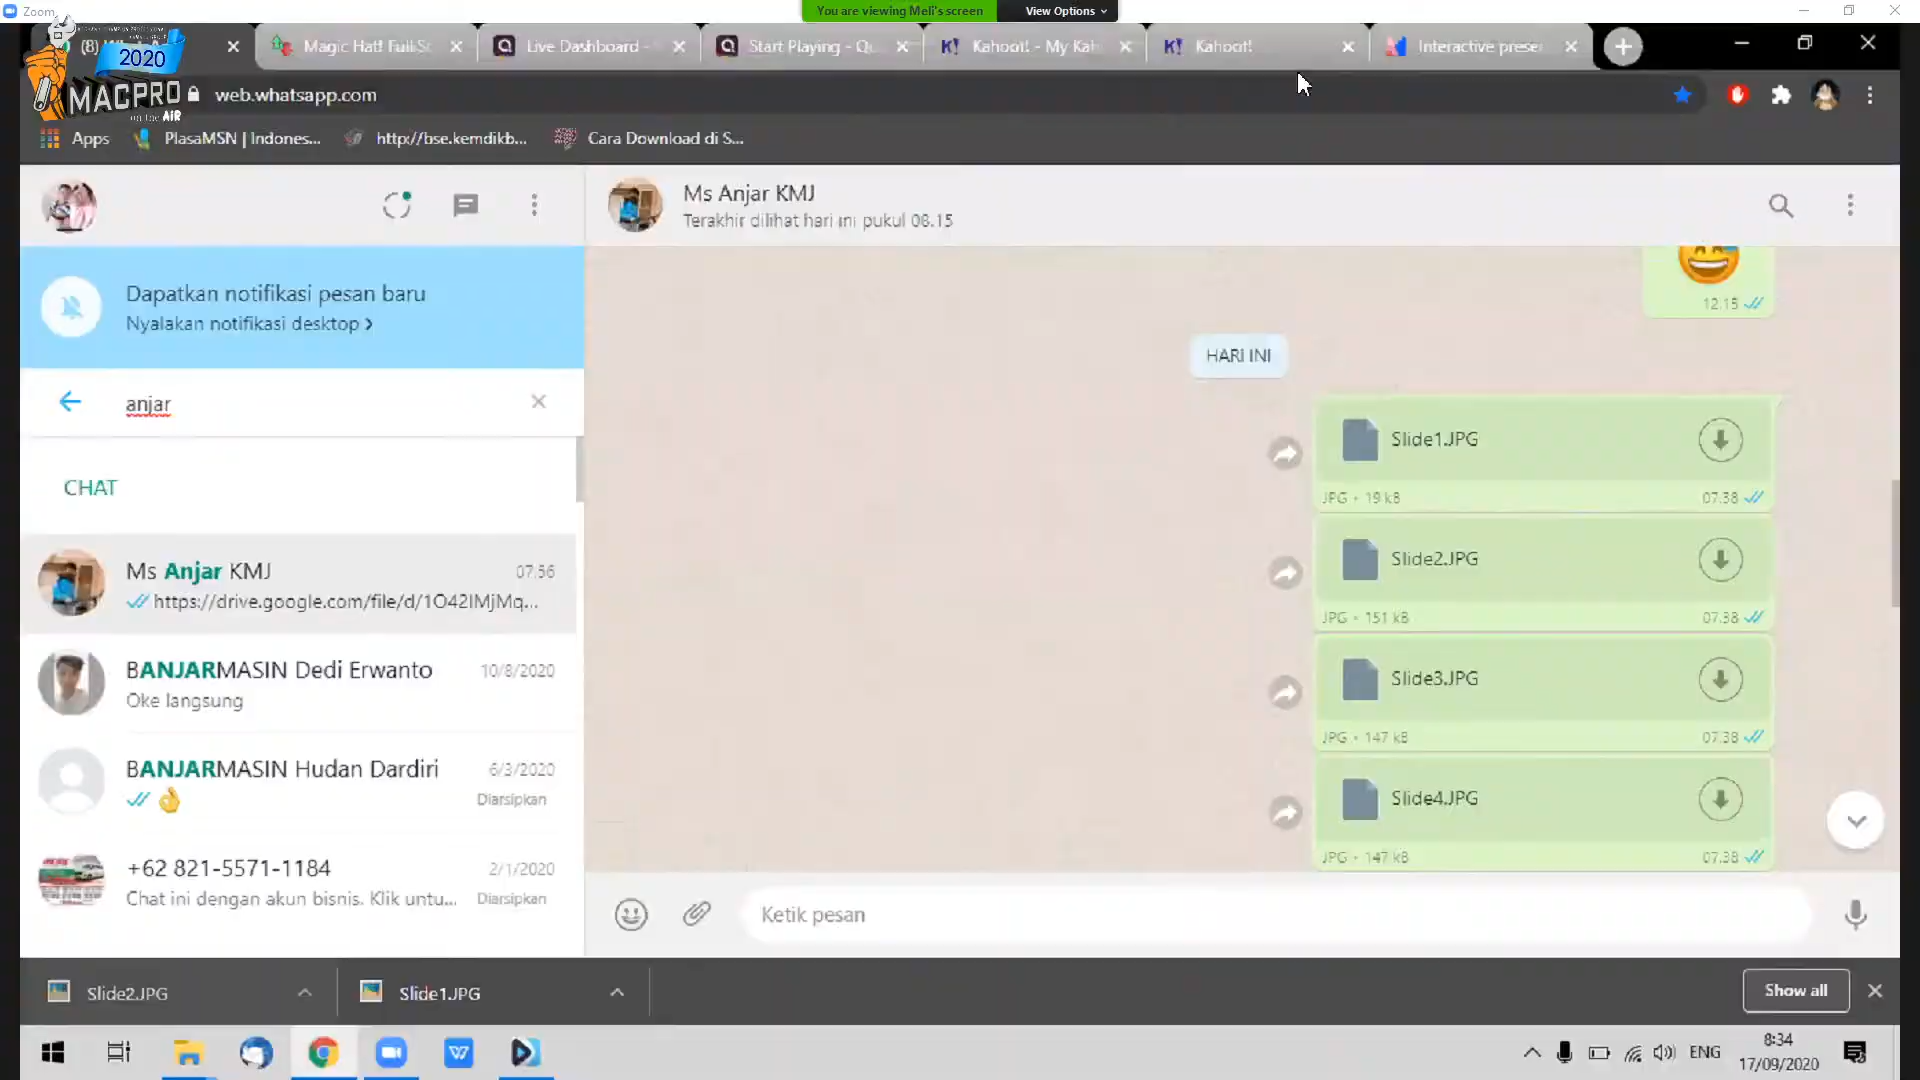 Zoom
You are viewing Meli's screen
View Options
2020
MACPRO
on the AIR
(8)
Magic Hat! Full S
Live Dashboard -
Start Playing - Q
Kahoot! - My Kah
Kahoot!
Interactive prese
web.whatsapp.com
Apps
PlasaMSN | Indones...
http://bse.kemdikb...
Cara Download di S...
Ms Anjar KMJ
Terakhir dilihat hari ini pukul 08.15
Dapatkan notifikasi pesan baru
Nyalakan notifikasi desktop >
anjar
CHAT
Ms Anjar KMJ
07.56
https://drive.google.com/file/d/1O42IMjMq...
BANJARMASIN Dedi Erwanto
10/8/2020
Oke langsung
BANJARMASIN Hudan Dardiri
6/3/2020
Diarsipkan
+62 821-5571-1184
2/1/2020
Chat ini dengan akun bisnis. Klik untu...
Diarsipkan
12.15
HARI INI
Slide1.JPG
JPG • 19 kB
07.38
Slide2.JPG
JPG • 151 kB
07.38
Slide3.JPG
JPG • 147 kB
07.38
Slide4.JPG
JPG • 147 kB
07.38
Ketik pesan
Slide2.JPG
Slide1.JPG
Show all
ENG
8:34
17/09/2020